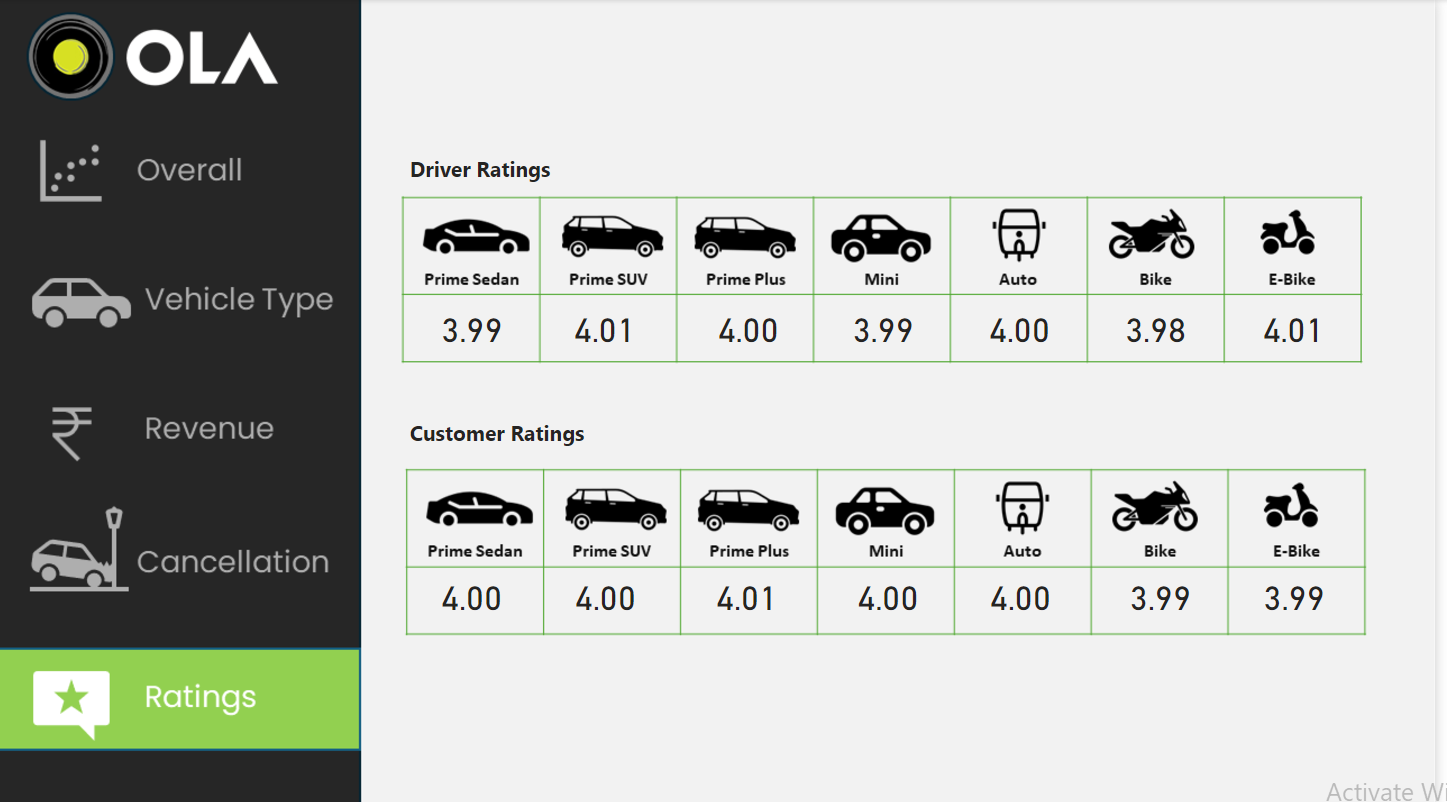 OLA
Overall
Vehicle Type
₹ Revenue
Cancellation
Ratings
Driver Ratings
Prime Sedan Prime SUV Prime Plus Mini Auto Bike E-Bike
3.99 4.01 4.00 3.99 4.00 3.98 4.01
Customer Ratings
Prime Sedan Prime SUV Prime Plus Mini Auto Bike E-Bike
4.00 4.00 4.01 4.00 4.00 3.99 3.99
Activate Wi